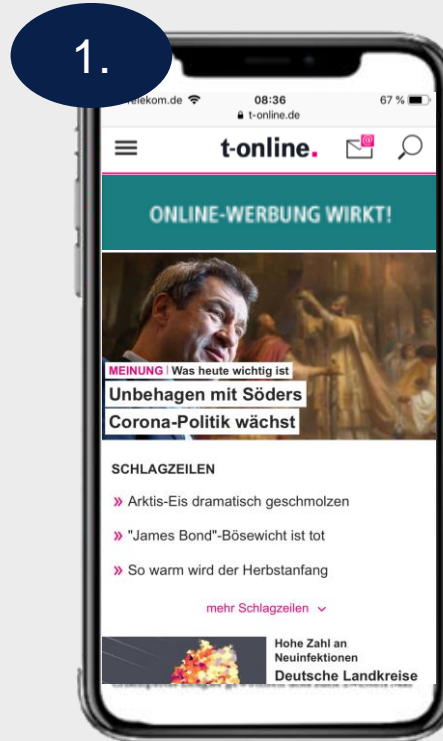 1.
Telekom.de 08:36 67 %
t-online.de
t-online.
@
ONLINE-WERBUNG WIRKT!
MEINUNG | Was heute wichtig ist
Unbehagen mit Söders
Corona-Politik wächst
SCHLAGZEILEN
» Arktis-Eis dramatisch geschmolzen
» "James Bond"-Bösewicht ist tot
» So warm wird der Herbstanfang
mehr Schlagzeilen
Hohe Zahl an
Neuinfektionen
Deutsche Landkreise